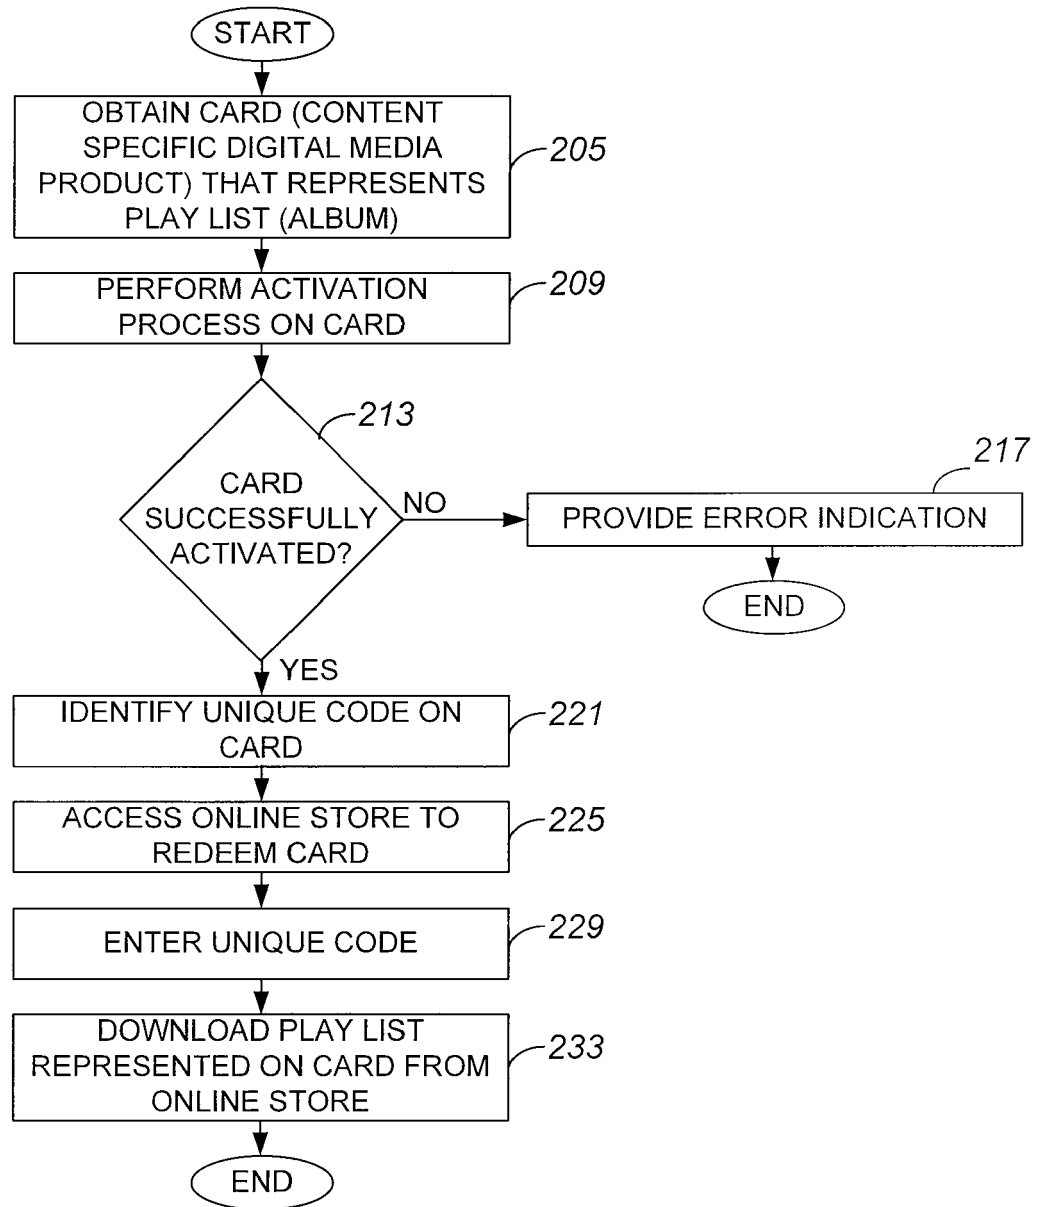 START
OBTAIN CARD (CONTENT
SPECIFIC DIGITAL MEDIA
PRODUCT) THAT REPRESENTS
PLAY LIST (ALBUM)
205
PERFORM ACTIVATION
PROCESS ON CARD
209
213
CARD
SUCCESSFULLY
ACTIVATED?
NO
217
PROVIDE ERROR INDICATION
END
YES
IDENTIFY UNIQUE CODE ON
CARD
221
ACCESS ONLINE STORE TO
REDEEM CARD
225
ENTER UNIQUE CODE
229
DOWNLOAD PLAY LIST
REPRESENTED ON CARD FROM
ONLINE STORE
233
END